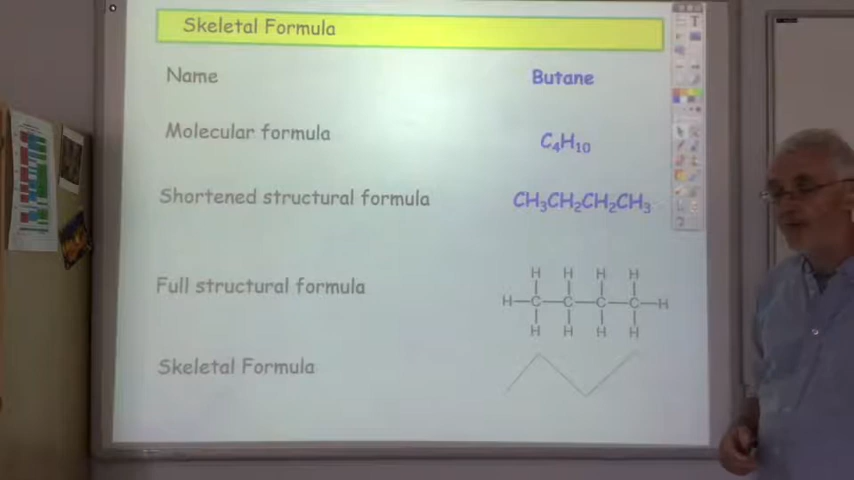 Skeletal Formula
Name Butane
Molecular formula C₄H₁₀
Shortened structural formula CH₃CH₂CH₂CH₃
Full structural formula
H H H H
H—C—C—C—C—H
H H H H
Skeletal Formula